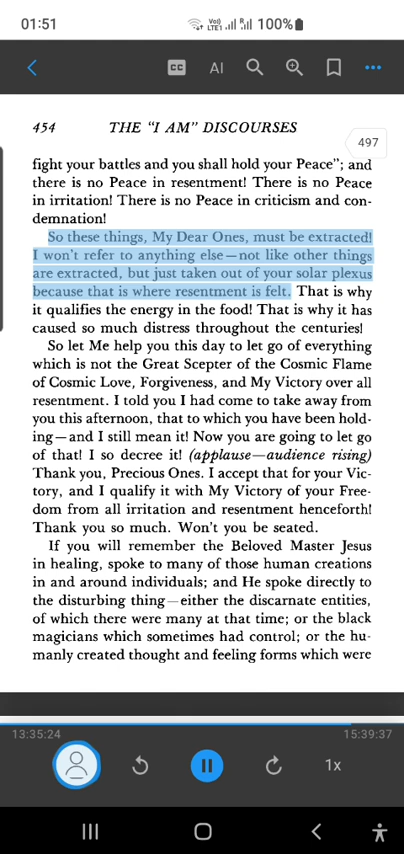 01:51
Vo)) LTE1 R 100%
CC AI
454 THE "I AM" DISCOURSES
497
fight your battles and you shall hold your Peace"; and
there is no Peace in resentment! There is no Peace
in irritation! There is no Peace in criticism and con-
demnation!
So these things, My Dear Ones, must be extracted!
I won't refer to anything else—not like other things
are extracted, but just taken out of your solar plexus
because that is where resentment is felt. That is why
it qualifies the energy in the food! That is why it has
caused so much distress throughout the centuries!
So let Me help you this day to let go of everything
which is not the Great Scepter of the Cosmic Flame
of Cosmic Love, Forgiveness, and My Victory over all
resentment. I told you I had come to take away from
you this afternoon, that to which you have been hold-
ing—and I still mean it! Now you are going to let go
of that! I so decree it! (applause—audience rising)
Thank you, Precious Ones. I accept that for your Vic-
tory, and I qualify it with My Victory of your Free-
dom from all irritation and resentment henceforth!
Thank you so much. Won't you be seated.
If you will remember the Beloved Master Jesus
in healing, spoke to many of those human creations
in and around individuals; and He spoke directly to
the disturbing thing—either the discarnate entities,
of which there were many at that time; or the black
magicians which sometimes had control; or the hu-
manly created thought and feeling forms which were
13:35:24 15:39:37
1x